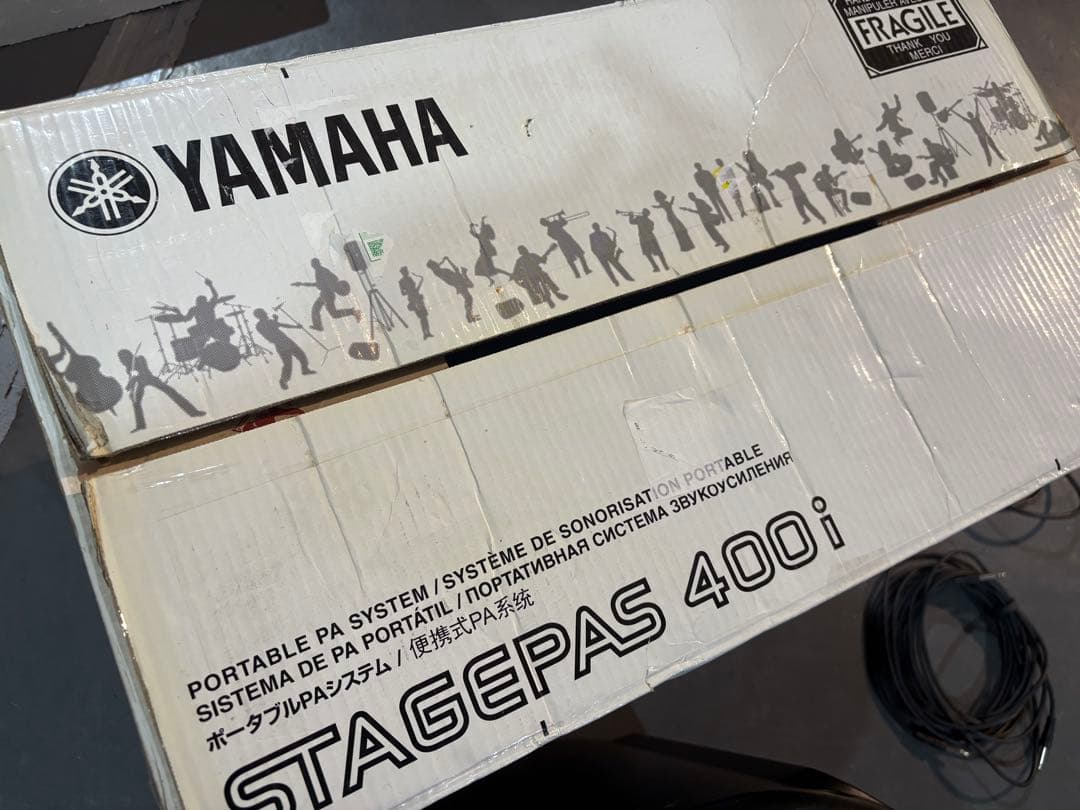 MANIPULER AVEC
FRAGILE
THANK YOU
MERCI
YAMAHA
PORTABLE PA SYSTEM / SYSTÈME DE SONORISATION PORTABLE
SISTEMA DE PA PORTÁTIL / ПОРТАТИВНАЯ СИСТЕМА ЗВУКОУСИЛЕНИЯ
ポータブルPAシステム / 便携式PA系统
STAGEPAS 400i